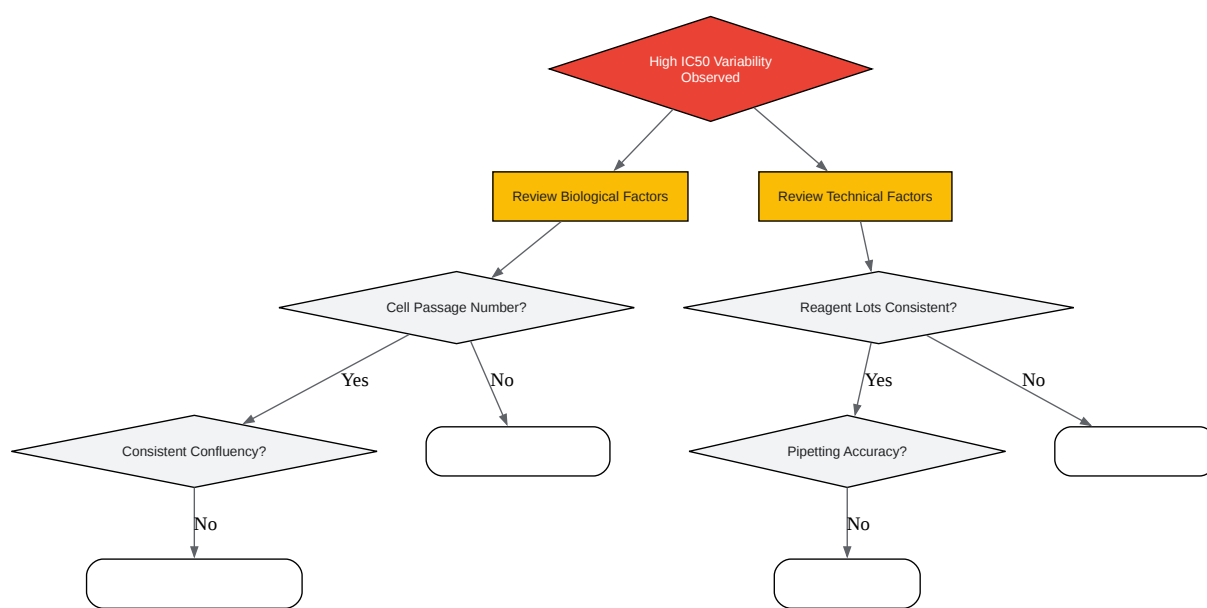 High IC50 Variability
Observed
Review Biological Factors
Review Technical Factors
Cell Passage Number?
Reagent Lots Consistent?
Yes
No
Yes
No
Consistent Confluency?
Pipetting Accuracy?
No
No